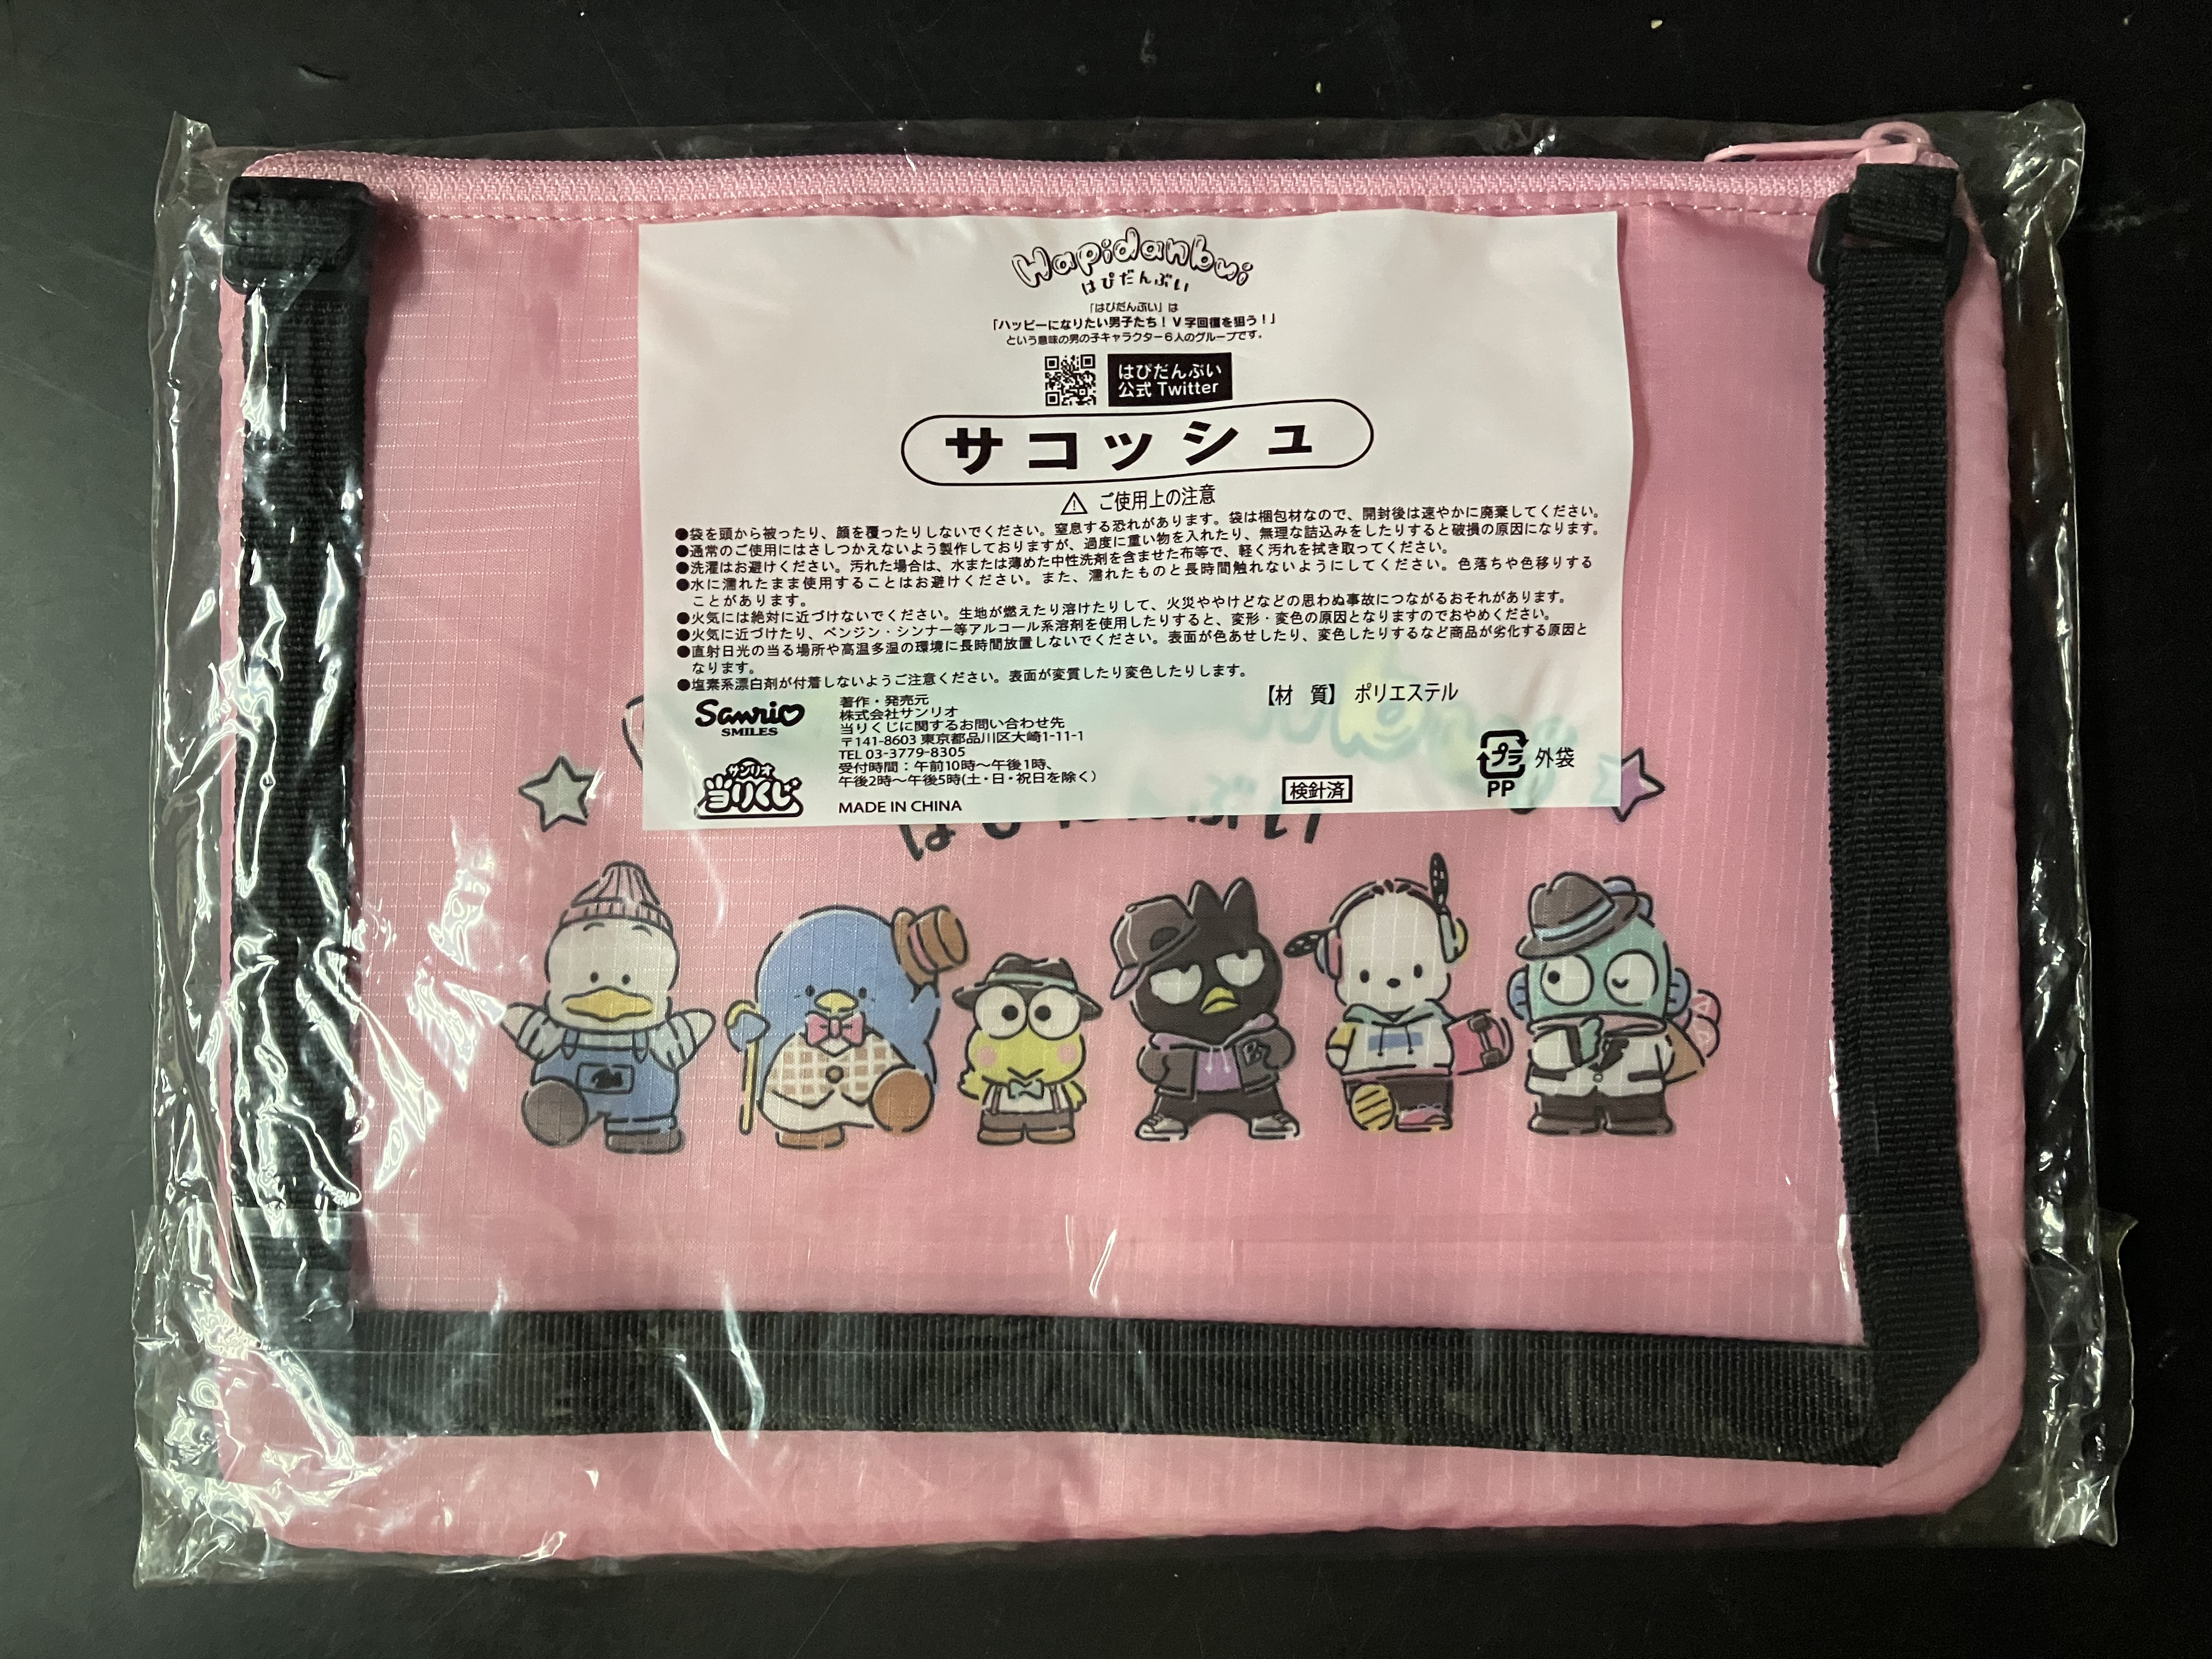 Hapidanbui
はぴだんぶい
「はぴだんぶい」は
「ハッピーになりたい男子たち！V字回復を狙う！」
という意味の男の子キャラクター6人のグループです。
はぴだんぶい
公式 Twitter
サコッシュ
ご使用上の注意
●袋を頭から被ったり、顔を覆ったりしないでください。窒息する恐れがあります。袋は梱包材なので、開封後は速やかに廃棄してください。
●通常のご使用にはさしつかえないよう製作しておりますが、過度に重い物を入れたり、無理な詰込みをしたりすると破損の原因になります。
●洗濯はお避けください。汚れた場合は、水または薄めた中性洗剤を含ませた布等で、軽く汚れを拭き取ってください。
●水に濡れたまま使用することはお避けください。また、濡れたものと長時間触れないようにしてください。色落ちや色移りする
ことがあります。
●火気には絶対に近づけないでください。生地が燃えたり溶けたりして、火災ややけどなどの思わぬ事故につながるおそれがあります。
●火気に近づけたり、ベンジン・シンナー等アルコール系溶剤を使用したりすると、変形・変色の原因となりますのでおやめください。
●直射日光の当る場所や高温多湿の環境に長時間放置しないでください。表面が色あせしたり、変色したりするなど商品が劣化する原因と
なります。
●塩素系漂白剤が付着しないようご注意ください。表面が変質したり変色したりします。
【材　質】ポリエステル
Sanrio
SMILES
サンリオ
当りくじ
著作・発売元
株式会社サンリオ
当りくじに関するお問い合わせ先
〒141-8603 東京都品川区大崎1-11-1
TEL 03-3779-8305
受付時間：午前10時～午後1時、
午後2時～午後5時(土・日・祝日を除く)
MADE IN CHINA
検針済
プラ
PP
外袋
はぴだんぶい